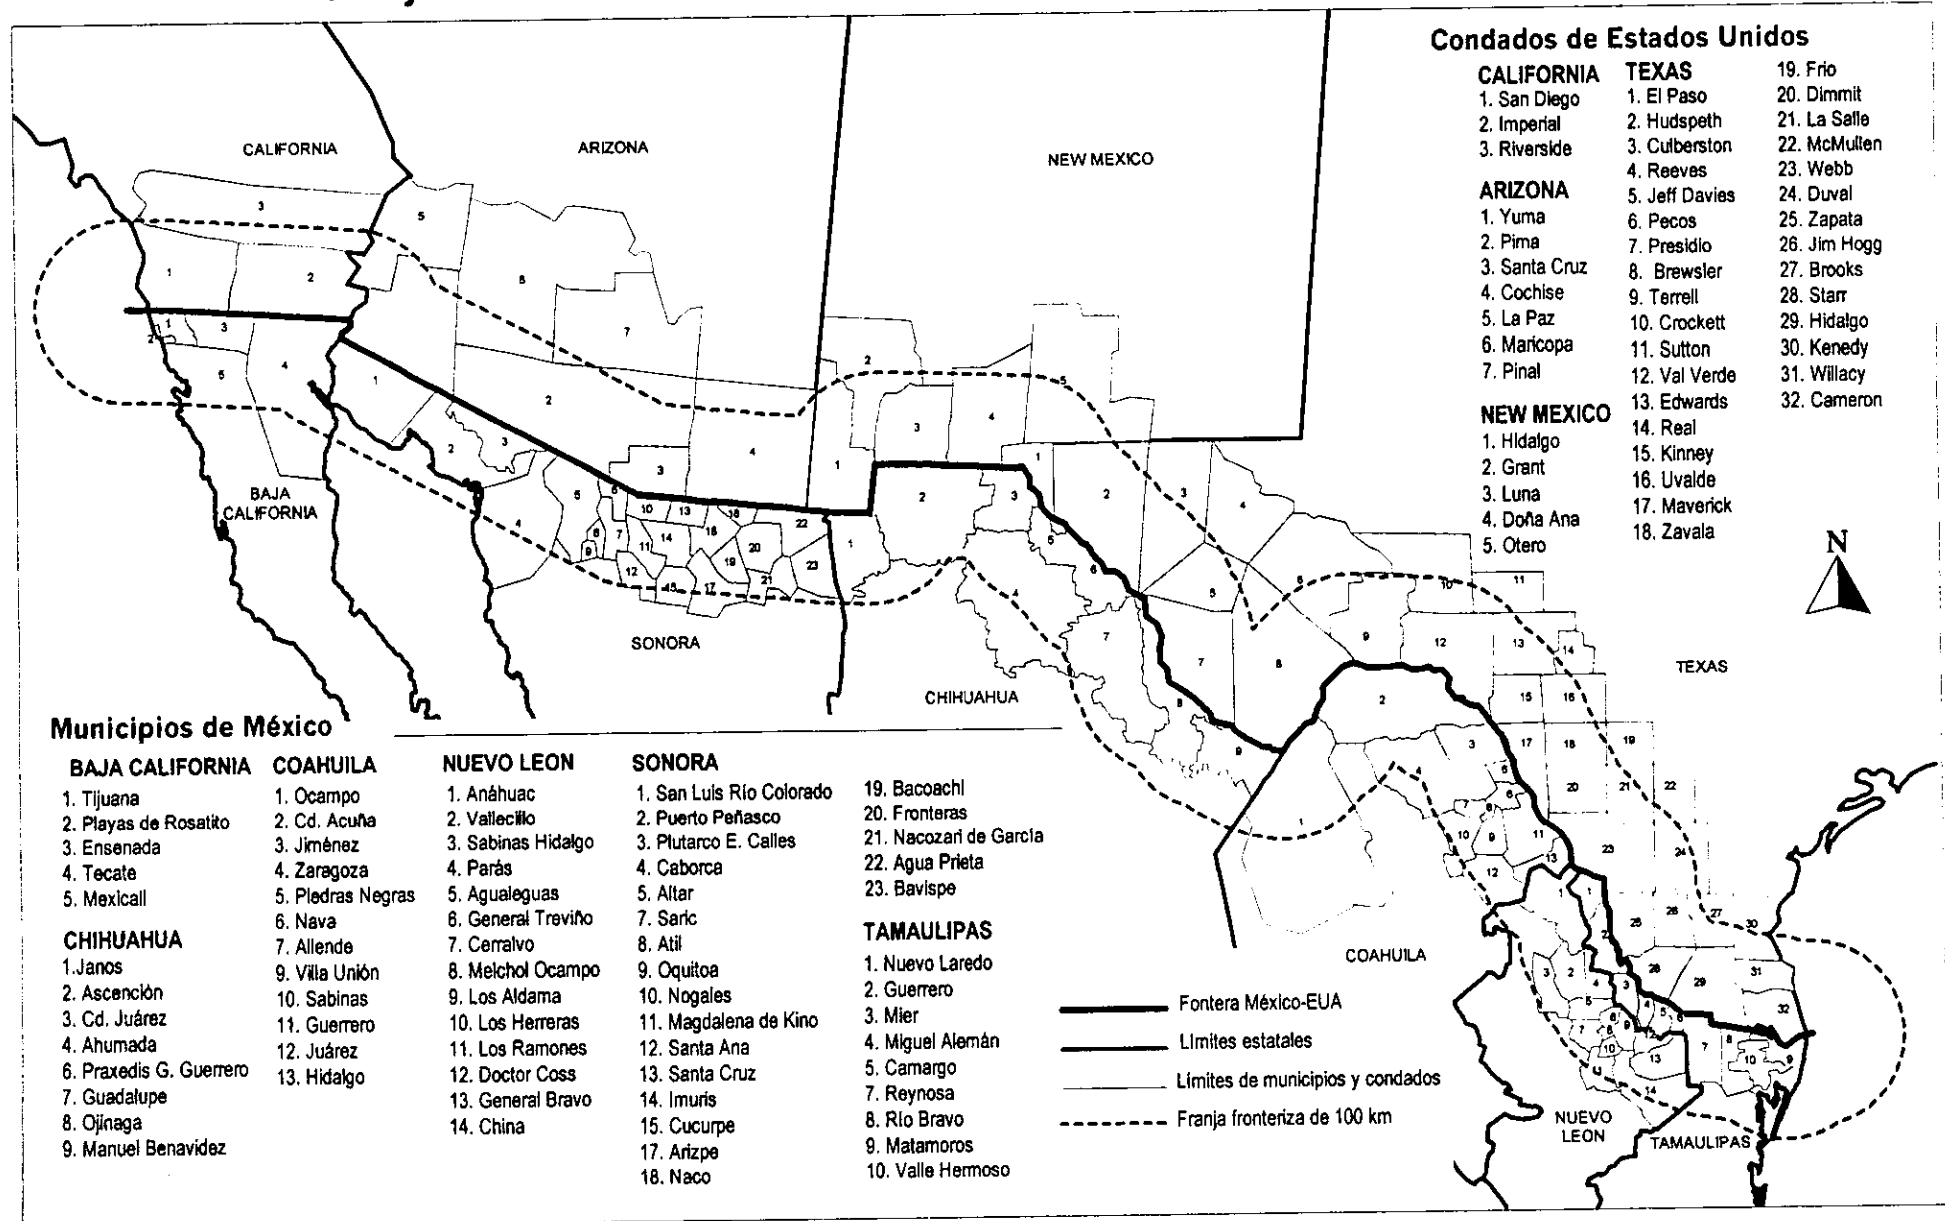 Condados de Estados Unidos
CALIFORNIA
1. San Diego
2. Imperial
3. Riverside
ARIZONA
1. Yuma
2. Pima
3. Santa Cruz
4. Cochise
5. La Paz
6. Maricopa
7. Pinal
NEW MEXICO
1. Hidalgo
2. Grant
3. Luna
4. Doña Ana
5. Otero
TEXAS
1. El Paso
2. Hudspeth
3. Culberston
4. Reeves
5. Jeff Davies
6. Pecos
7. Presidio
8. Brewsler
9. Terrell
10. Crockett
11. Sutton
12. Val Verde
13. Edwards
14. Real
15. Kinney
16. Uvalde
17. Maverick
18. Zavala
19. Frio
20. Dimmit
21. La Salle
22. McMullen
23. Webb
24. Duval
25. Zapata
26. Jim Hogg
27. Brooks
28. Starr
29. Hidalgo
30. Kenedy
31. Willacy
32. Cameron
N
CALIFORNIA
ARIZONA
NEW MEXICO
BAJA
CALIFORNIA
SONORA
CHIHUAHUA
TEXAS
COAHUILA
NUEVO
LEON
TAMAULIPAS
Municipios de México
BAJA CALIFORNIA
1. Tijuana
2. Playas de Rosatito
3. Ensenada
4. Tecate
5. Mexicali
CHIHUAHUA
1.Janos
2. Ascención
3. Cd. Juárez
4. Ahumada
6. Praxedis G. Guerrero
7. Guadalupe
8. Ojinaga
9. Manuel Benavidez
COAHUILA
1. Ocampo
2. Cd. Acuña
3. Jiménez
4. Zaragoza
5. Piedras Negras
6. Nava
7. Allende
9. Villa Unión
10. Sabinas
11. Guerrero
12. Juárez
13. Hidalgo
NUEVO LEON
1. Anáhuac
2. Vallecillo
3. Sabinas Hidalgo
4. Parás
5. Agualeguas
6. General Treviño
7. Cerralvo
8. Melchol Ocampo
9. Los Aldama
10. Los Herreras
11. Los Ramones
12. Doctor Coss
13. General Bravo
14. China
SONORA
1. San Luis Río Colorado
2. Puerto Peñasco
3. Plutarco E. Calles
4. Caborca
5. Altar
7. Saric
8. Atil
9. Oquitoa
10. Nogales
11. Magdalena de Kino
12. Santa Ana
13. Santa Cruz
14. Imuris
15. Cucurpe
17. Arizpe
18. Naco
19. Bacoachi
20. Fronteras
21. Nacozari de García
22. Agua Prieta
23. Bavispe
TAMAULIPAS
1. Nuevo Laredo
2. Guerrero
3. Mier
4. Miguel Alemán
5. Camargo
7. Reynosa
8. Río Bravo
9. Matamoros
10. Valle Hermoso
Fontera México-EUA
Límites estatales
Límites de municipios y condados
Franja fronteriza de 100 km